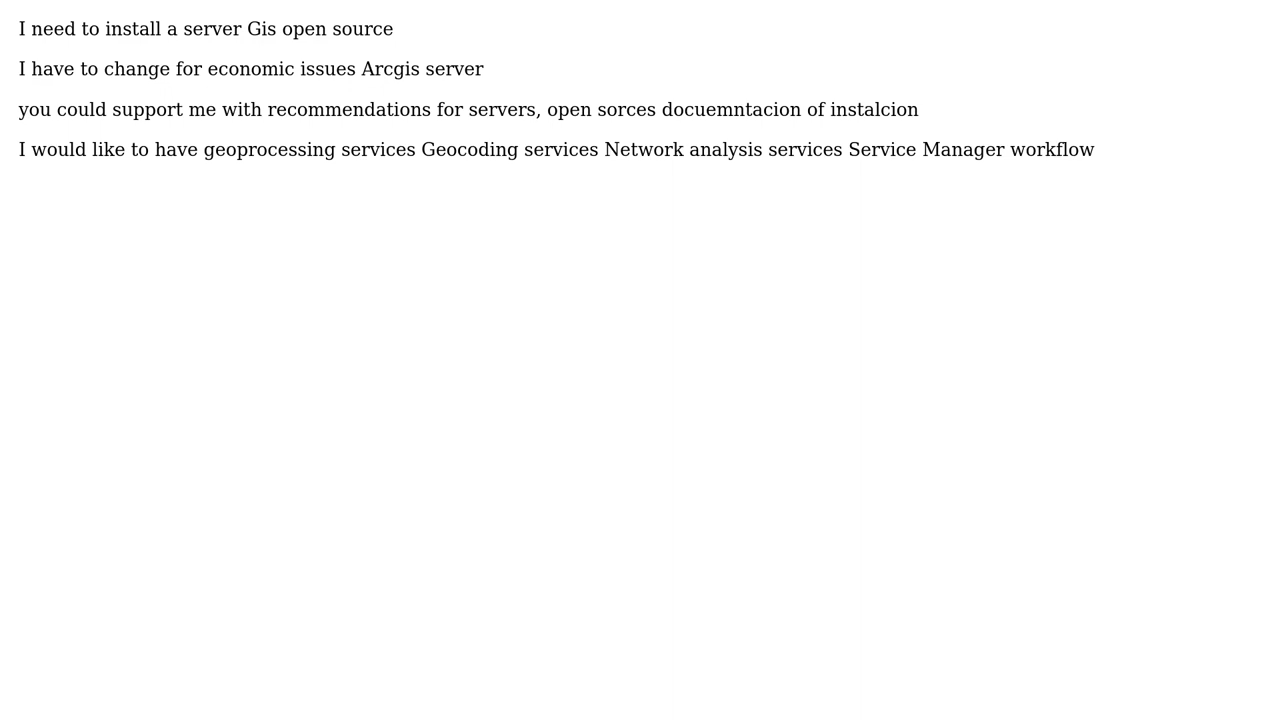 I need to install a server Gis open source
I have to change for economic issues Arcgis server
you could support me with recommendations for servers, open sorces docuemntacion of instalcion
I would like to have geoprocessing services Geocoding services Network analysis services Service Manager workflow